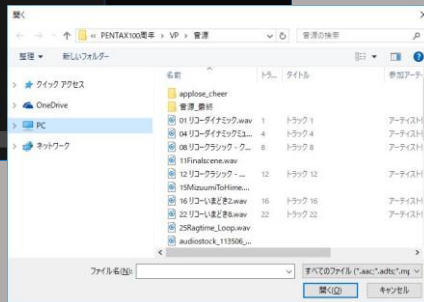 開く
« PENTAX100周年 › VP › 音源
音源の検索
整理 ▼
新しいフォルダー
名前
トラ...
タイトル
参加アーテ
クイック アクセス
OneDrive
PC
ネットワーク
applose_cheer
音源_最終
01 リコーダイナミック.wav 1 トラック 1 アーティスト
04 リコーダイナミックミュ... 4 トラック 4 アーティスト
08 リコークラシック - ク... 8 トラック 8 アーティスト
11Finalscene.wav
12 リコークラシック - ... 12 トラック 12 アーティスト
15MizuumiToHime....
16 リコーいまどき2.wav 16 トラック 16 アーティスト
22 リコーいまどき8.wav 22 トラック 22 アーティスト
25Ragtime_Loop.wav
audiostock_113506_...
ファイル名(N):
すべてのファイル (*.aac;*.adts;*.mp
開く(O)
キャンセル